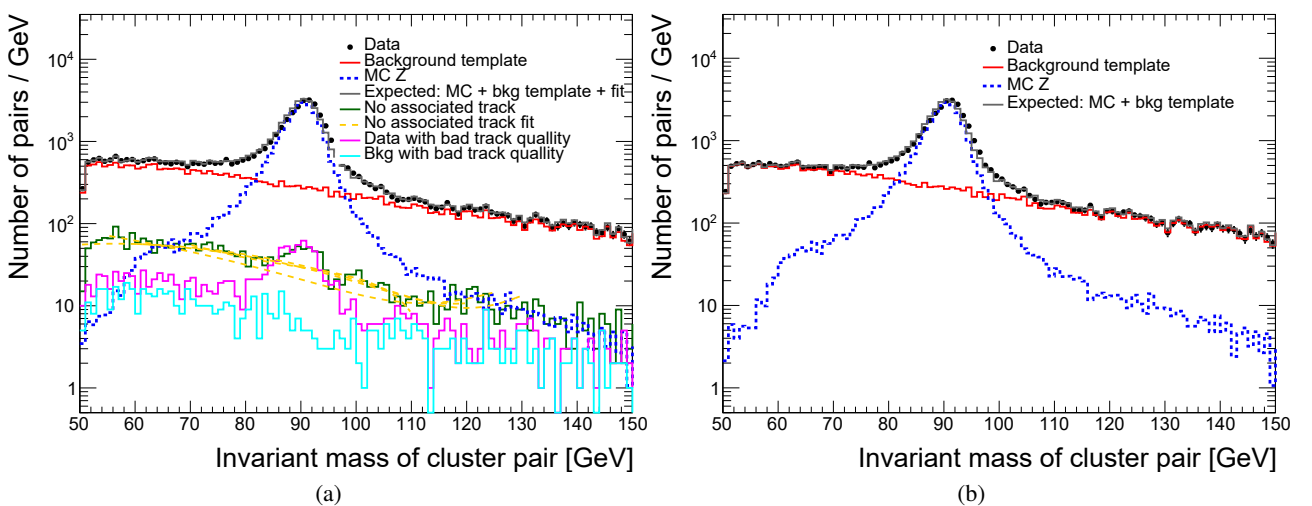 Number of pairs / GeV
10⁴
10³
10²
10
1
Data
Background template
MC Z
Expected: MC + bkg template + fit
No associated track
No associated track fit
Data with bad track quallity
Bkg with bad track quallity
50 60 70 80 90 100 110 120 130 140 150
Invariant mass of cluster pair [GeV]
(a)
Number of pairs / GeV
10⁴
10³
10²
10
1
Data
Background template
MC Z
Expected: MC + bkg template
50 60 70 80 90 100 110 120 130 140 150
Invariant mass of cluster pair [GeV]
(b)